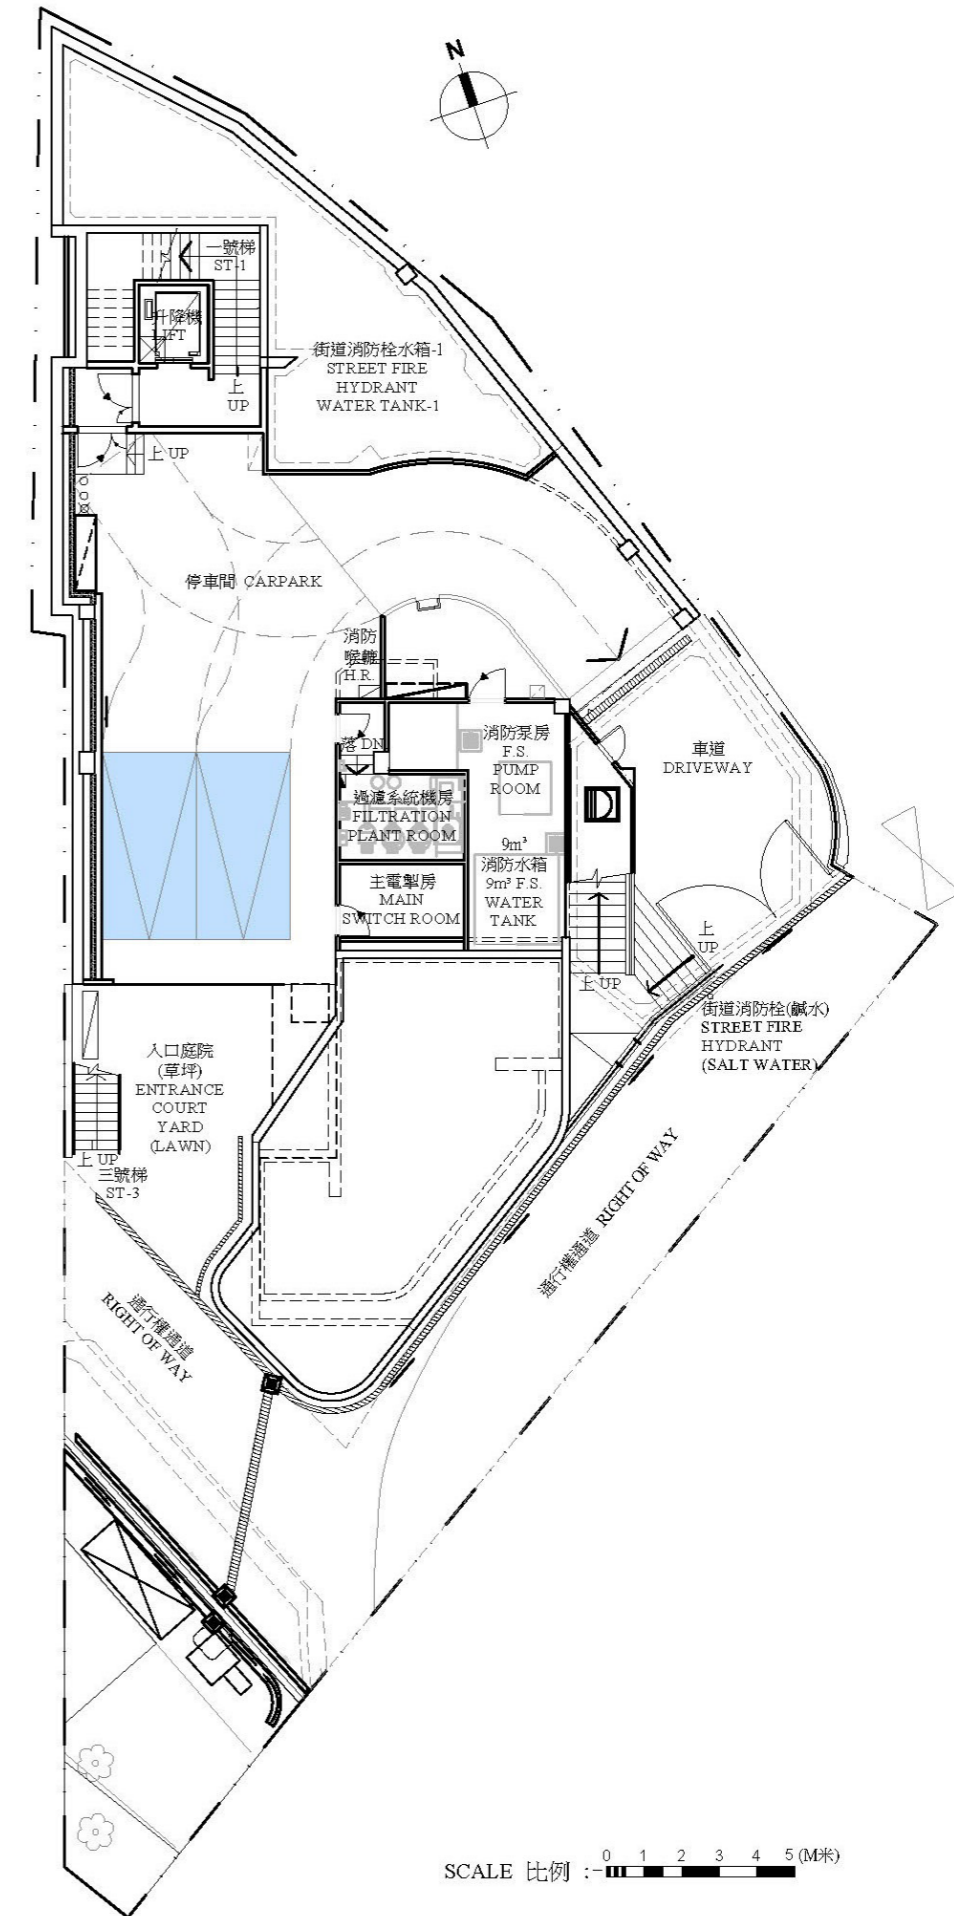 N
一號梯
ST-1
升降機
LIFT
上
UP
街道消防栓水箱-1
STREET FIRE
HYDRANT
WATER TANK-1
上 UP
停車間 CARPARK
消防
喉轆
H.R.
落 DN
消防泵房
F.S.
PUMP
ROOM
車道
DRIVEWAY
過濾系統機房
FILTRATION
PLANT ROOM
9m³
消防水箱
9m³ F.S.
WATER
TANK
主電掣房
MAIN
SWITCH ROOM
上
UP
上 UP
街道消防栓(鹹水)
STREET FIRE
HYDRANT
(SALT WATER)
入口庭院
(草坪)
ENTRANCE
COURT
YARD
(LAWN)
上 UP
三號梯
ST-3
通行權通道 RIGHT OF WAY
通行權通道
RIGHT OF WAY
SCALE 比例 :-
0 1 2 3 4 5 (M米)